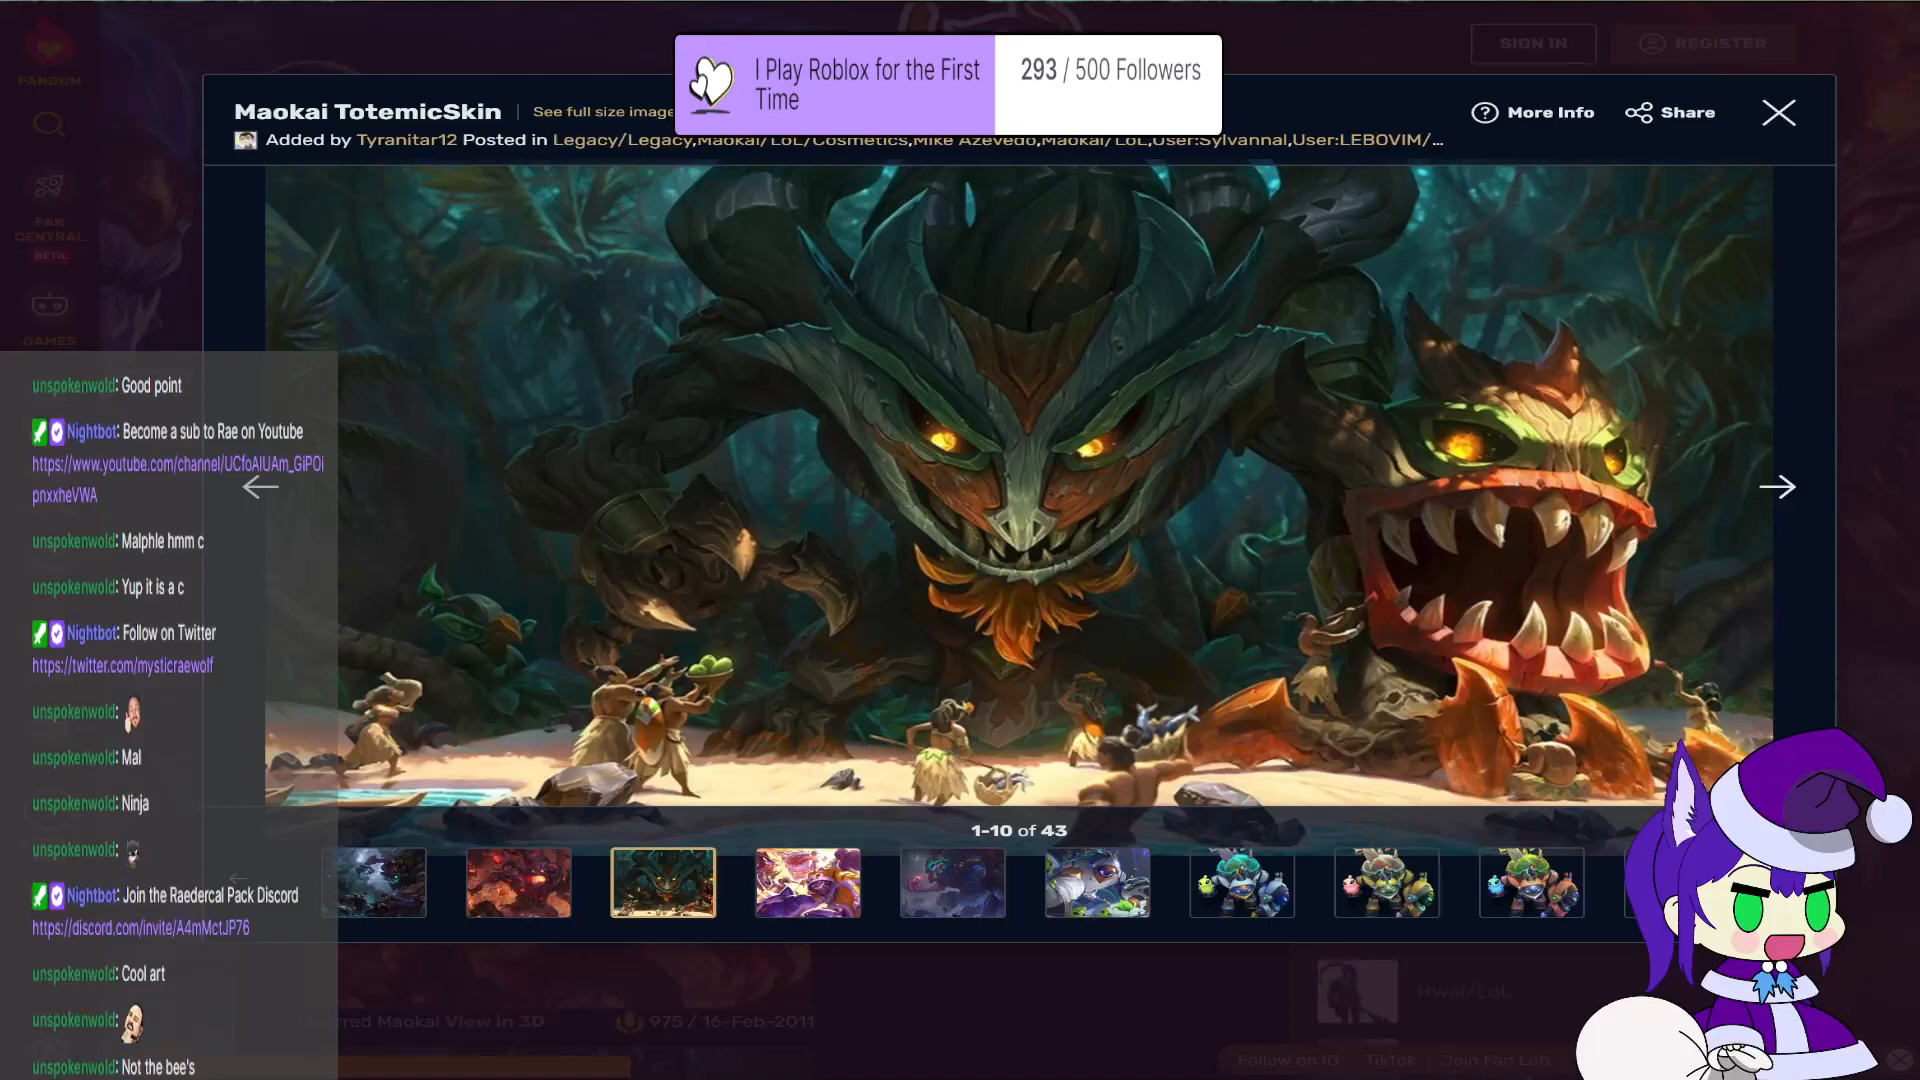 FANDOM
FAN
CENTRAL
BETA
GAMES
I Play Roblox for the First
Time
293 / 500 Followers
SIGN IN
REGISTER
Maokai TotemicSkin
See full size image
More Info
Share
Added by Tyranitar12 Posted in Legacy/Legacy,Maokai/LoL/Cosmetics,Mike Azevedo,Maokai/LoL,User:Sylvannal,User:LEBOVIM/...
unspokenwold: Good point
Nightbot: Become a sub to Rae on Youtube
https://www.youtube.com/channel/UCfoAIUAm_GiPOi
pnxxheVWA
unspokenwold: Malphle hmm c
unspokenwold: Yup it is a c
Nightbot: Follow on Twitter
https://twitter.com/mysticraewolf
unspokenwold:
unspokenwold: Mal
unspokenwold: Ninja
unspokenwold:
Nightbot: Join the Raedercal Pack Discord
https://discord.com/invite/A4mMctJP76
unspokenwold: Cool art
unspokenwold:
unspokenwold: Not the bee's
1-10 of 43
Maokai View in 3D
975 / 16-Feb-2011
Hwei/LoL
Follow on IG
TikTok
Join Fan Lab